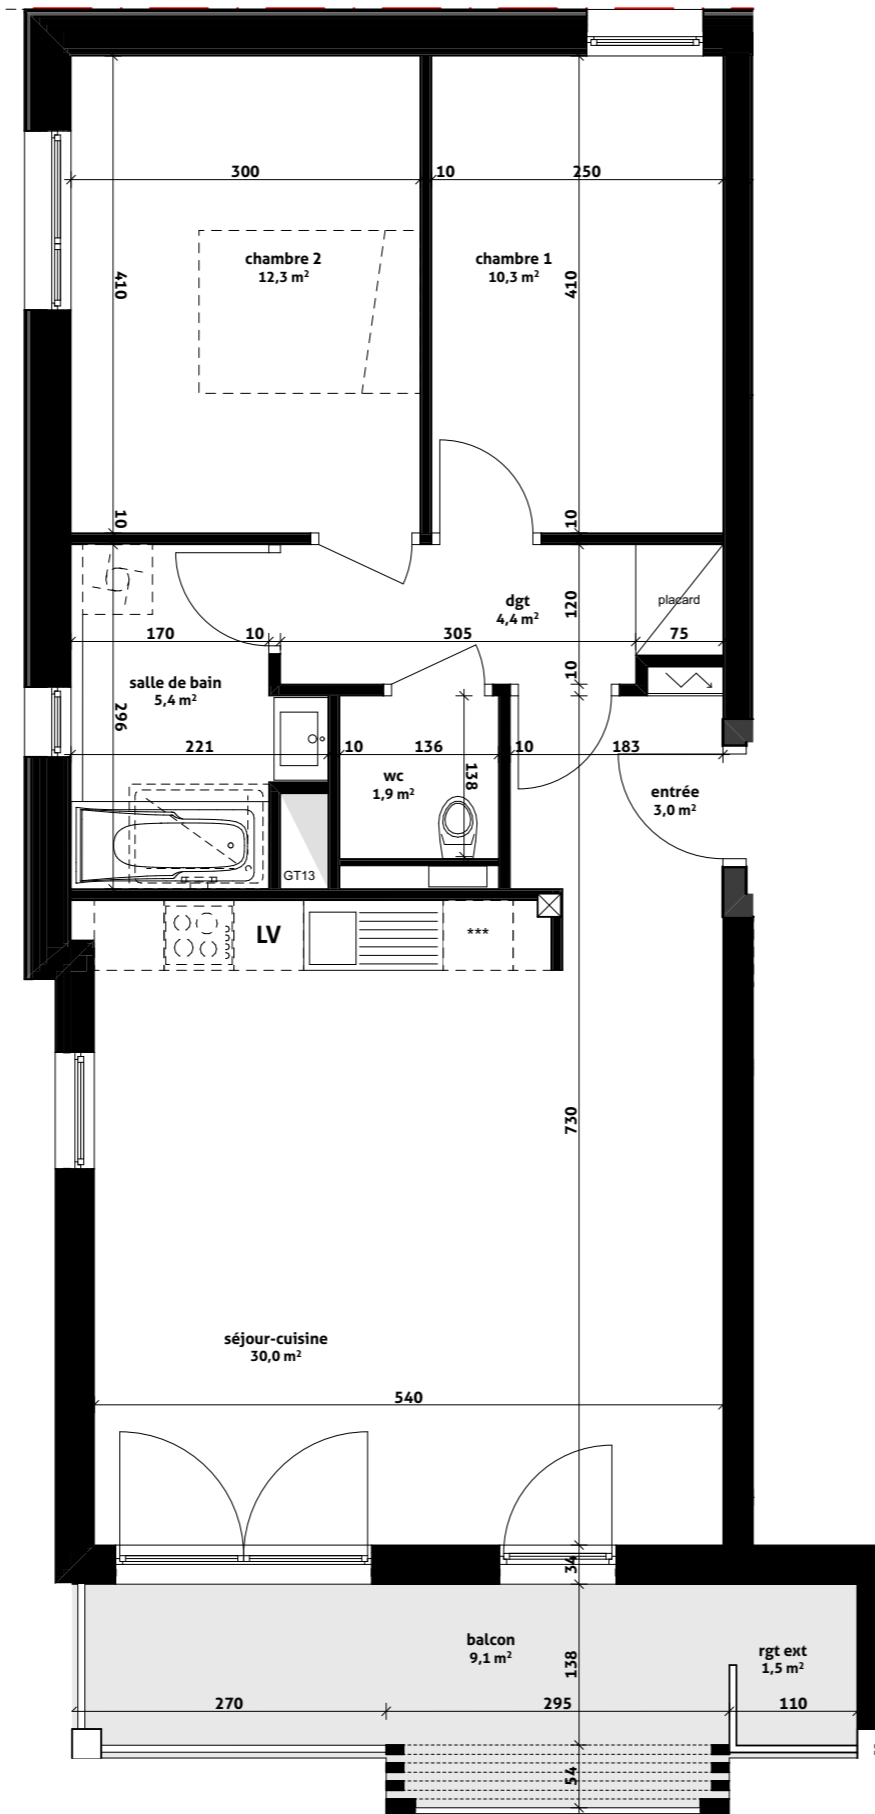 300
10
250
chambre 2
12,3 m²
chambre 1
10,3 m²
410
410
10
10
dgt
4,4 m²
120
placard
170
10
305
75
10
salle de bain
5,4 m²
296
221
10
136
10
183
138
wc
1,9 m²
entrée
3,0 m²
GT13
LV
***
730
séjour-cuisine
30,0 m²
540
34
balcon
9,1 m²
138
rgt ext
1,5 m²
270
295
110
54